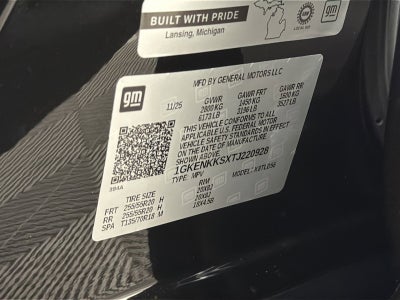 BUILT WITH PRIDE
Lansing, Michigan
gm
gm
MFD BY GENERAL MOTORS LLC
11/25 GVWR GAWR FRT GAWR RR
2800 KG 1450 KG 1600 KG
6173 LB 3196 LB 3527 LB
THIS VEHICLE CONFORMS TO ALL
APPLICABLE U.S. FEDERAL MOTOR
VEHICLE SAFETY STANDARDS IN EFFECT
ON THE DATE OF MANUFACTURE
SHOWN ABOVE
1GKENKKSXTJ220928
TYPE: MPV MODEL:
TIRE SIZE RIM
FRT 255/55R20 H 20X8J
RR 255/55R20 H 20X8J
SPA T135/70R18 M 18X4.5B